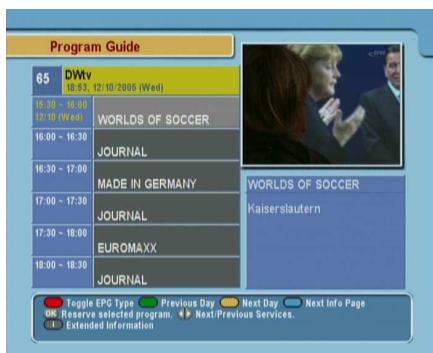 Program Guide
65 DWtv
18:53, 12/10/2005 (Wed)
15:30 ~ 16:00
12/10 (Wed) WORLDS OF SOCCER
16:00 ~ 16:30
JOURNAL
16:30 ~ 17:00
MADE IN GERMANY
17:00 ~ 17:30
JOURNAL
17:30 ~ 18:00
EUROMAXX
18:00 ~ 18:30
JOURNAL
WORLDS OF SOCCER
Kaiserslautern
Toggle EPG Type Previous Day Next Day Next Info Page
OK Reserve selected program. Next/Previous Services.
i Extended Information